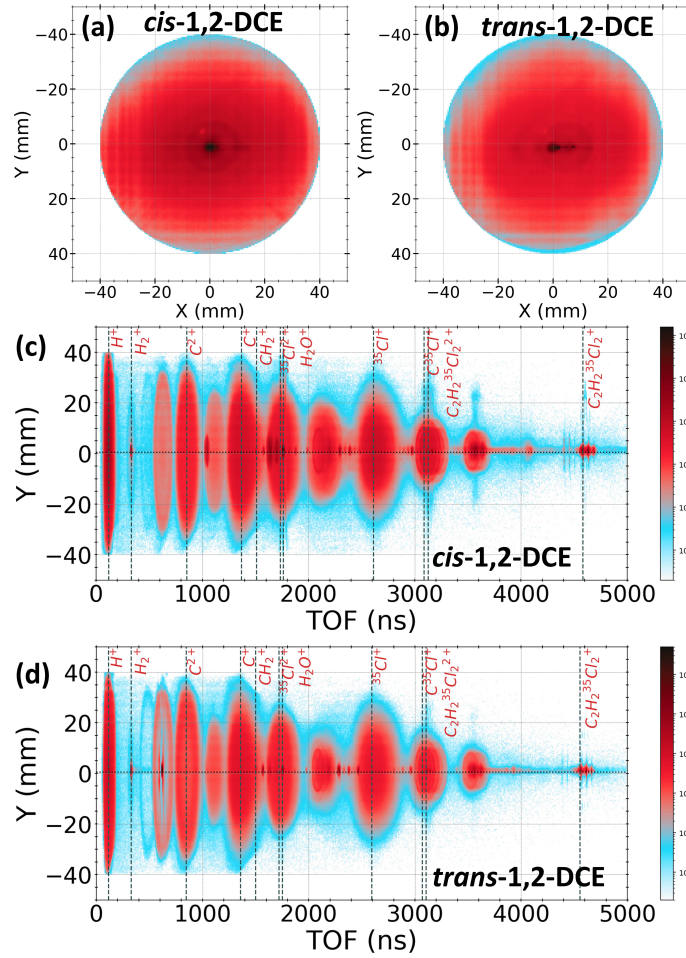 (a) cis-1,2-DCE
(b) trans-1,2-DCE
−40
−20
0
20
40
Y (mm)
−40 −20 0 20 40
X (mm)
−40
−20
0
20
40
Y (mm)
−40 −20 0 20 40
X (mm)
(c)
H⁺
H₂⁺
C²⁺
C⁺
CH₂⁺
³⁵Cl²⁺
H₂O⁺
³⁵Cl⁺
C³⁵Cl⁺
C₂H₂³⁵Cl₂²⁺
C₂H₂³⁵Cl₂⁺
40
20
0
−20
−40
Y (mm)
cis-1,2-DCE
0 1000 2000 3000 4000 5000
TOF (ns)
(d)
H⁺
H₂⁺
C²⁺
C⁺
CH₂⁺
³⁵Cl²⁺
H₂O⁺
³⁵Cl⁺
C³⁵Cl⁺
C₂H₂³⁵Cl₂²⁺
C₂H₂³⁵Cl₂⁺
40
20
0
−20
−40
Y (mm)
trans-1,2-DCE
0 1000 2000 3000 4000 5000
TOF (ns)